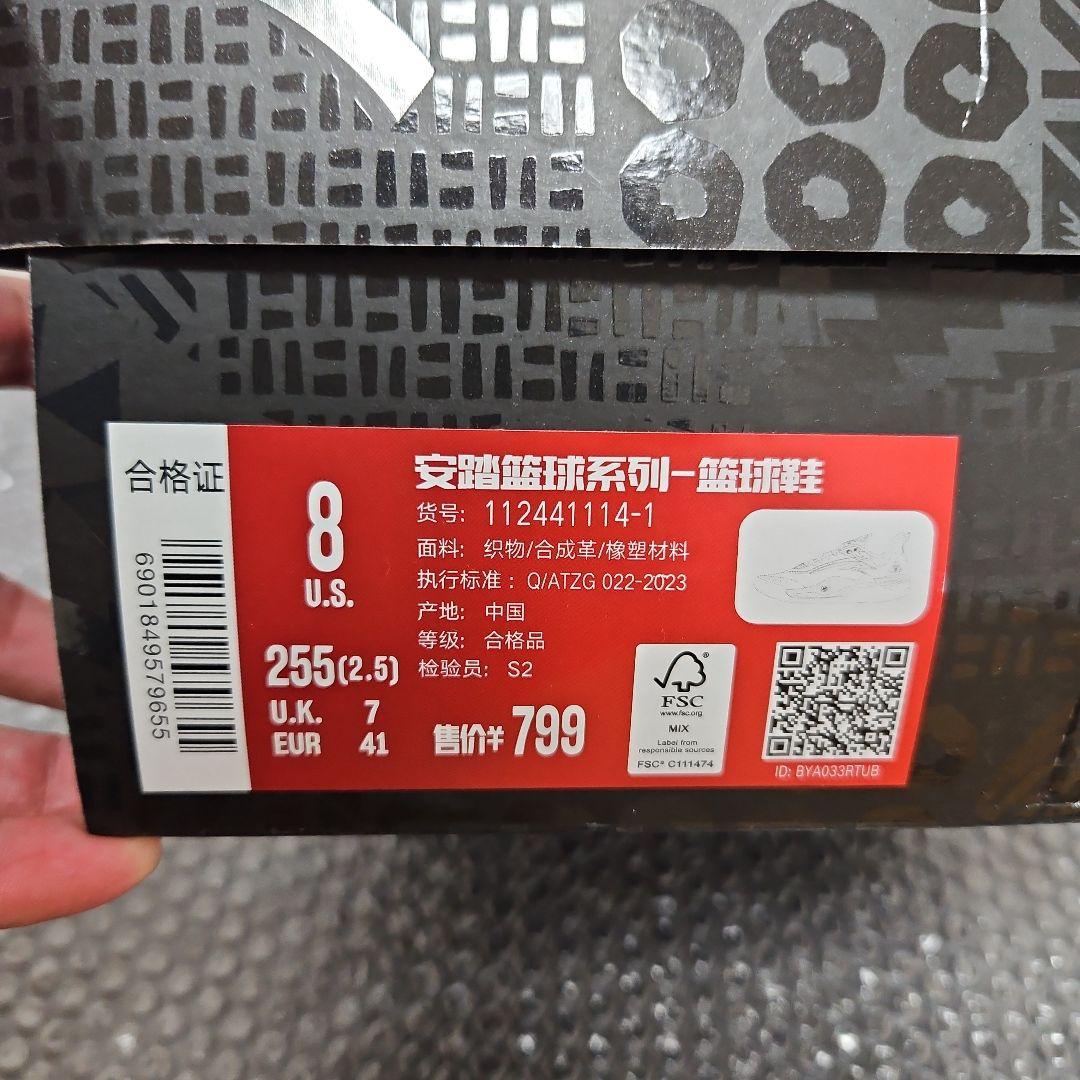 合格证
6901849579655
8
U.S.
255(2.5)
U.K. 7
EUR 41
安踏篮球系列-篮球鞋
货号: 112441114-1
面料: 织物/合成革/橡塑材料
执行标准: Q/ATZG 022-2023
产地: 中国
等级: 合格品
检验员: S2
售价¥ 799
FSC®
www.fsc.org
MIX
Label from
responsible sources
FSC® C111474
ID: BYA033RTUB